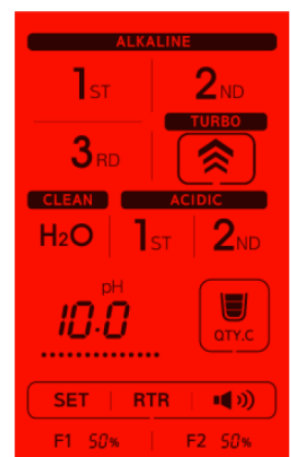 ALKALINE
1ST 2ND
TURBO
3RD
CLEAN ACIDIC
H2O 1ST 2ND
pH
10.0
QTY.C
SET RTR
F1 50% F2 50%